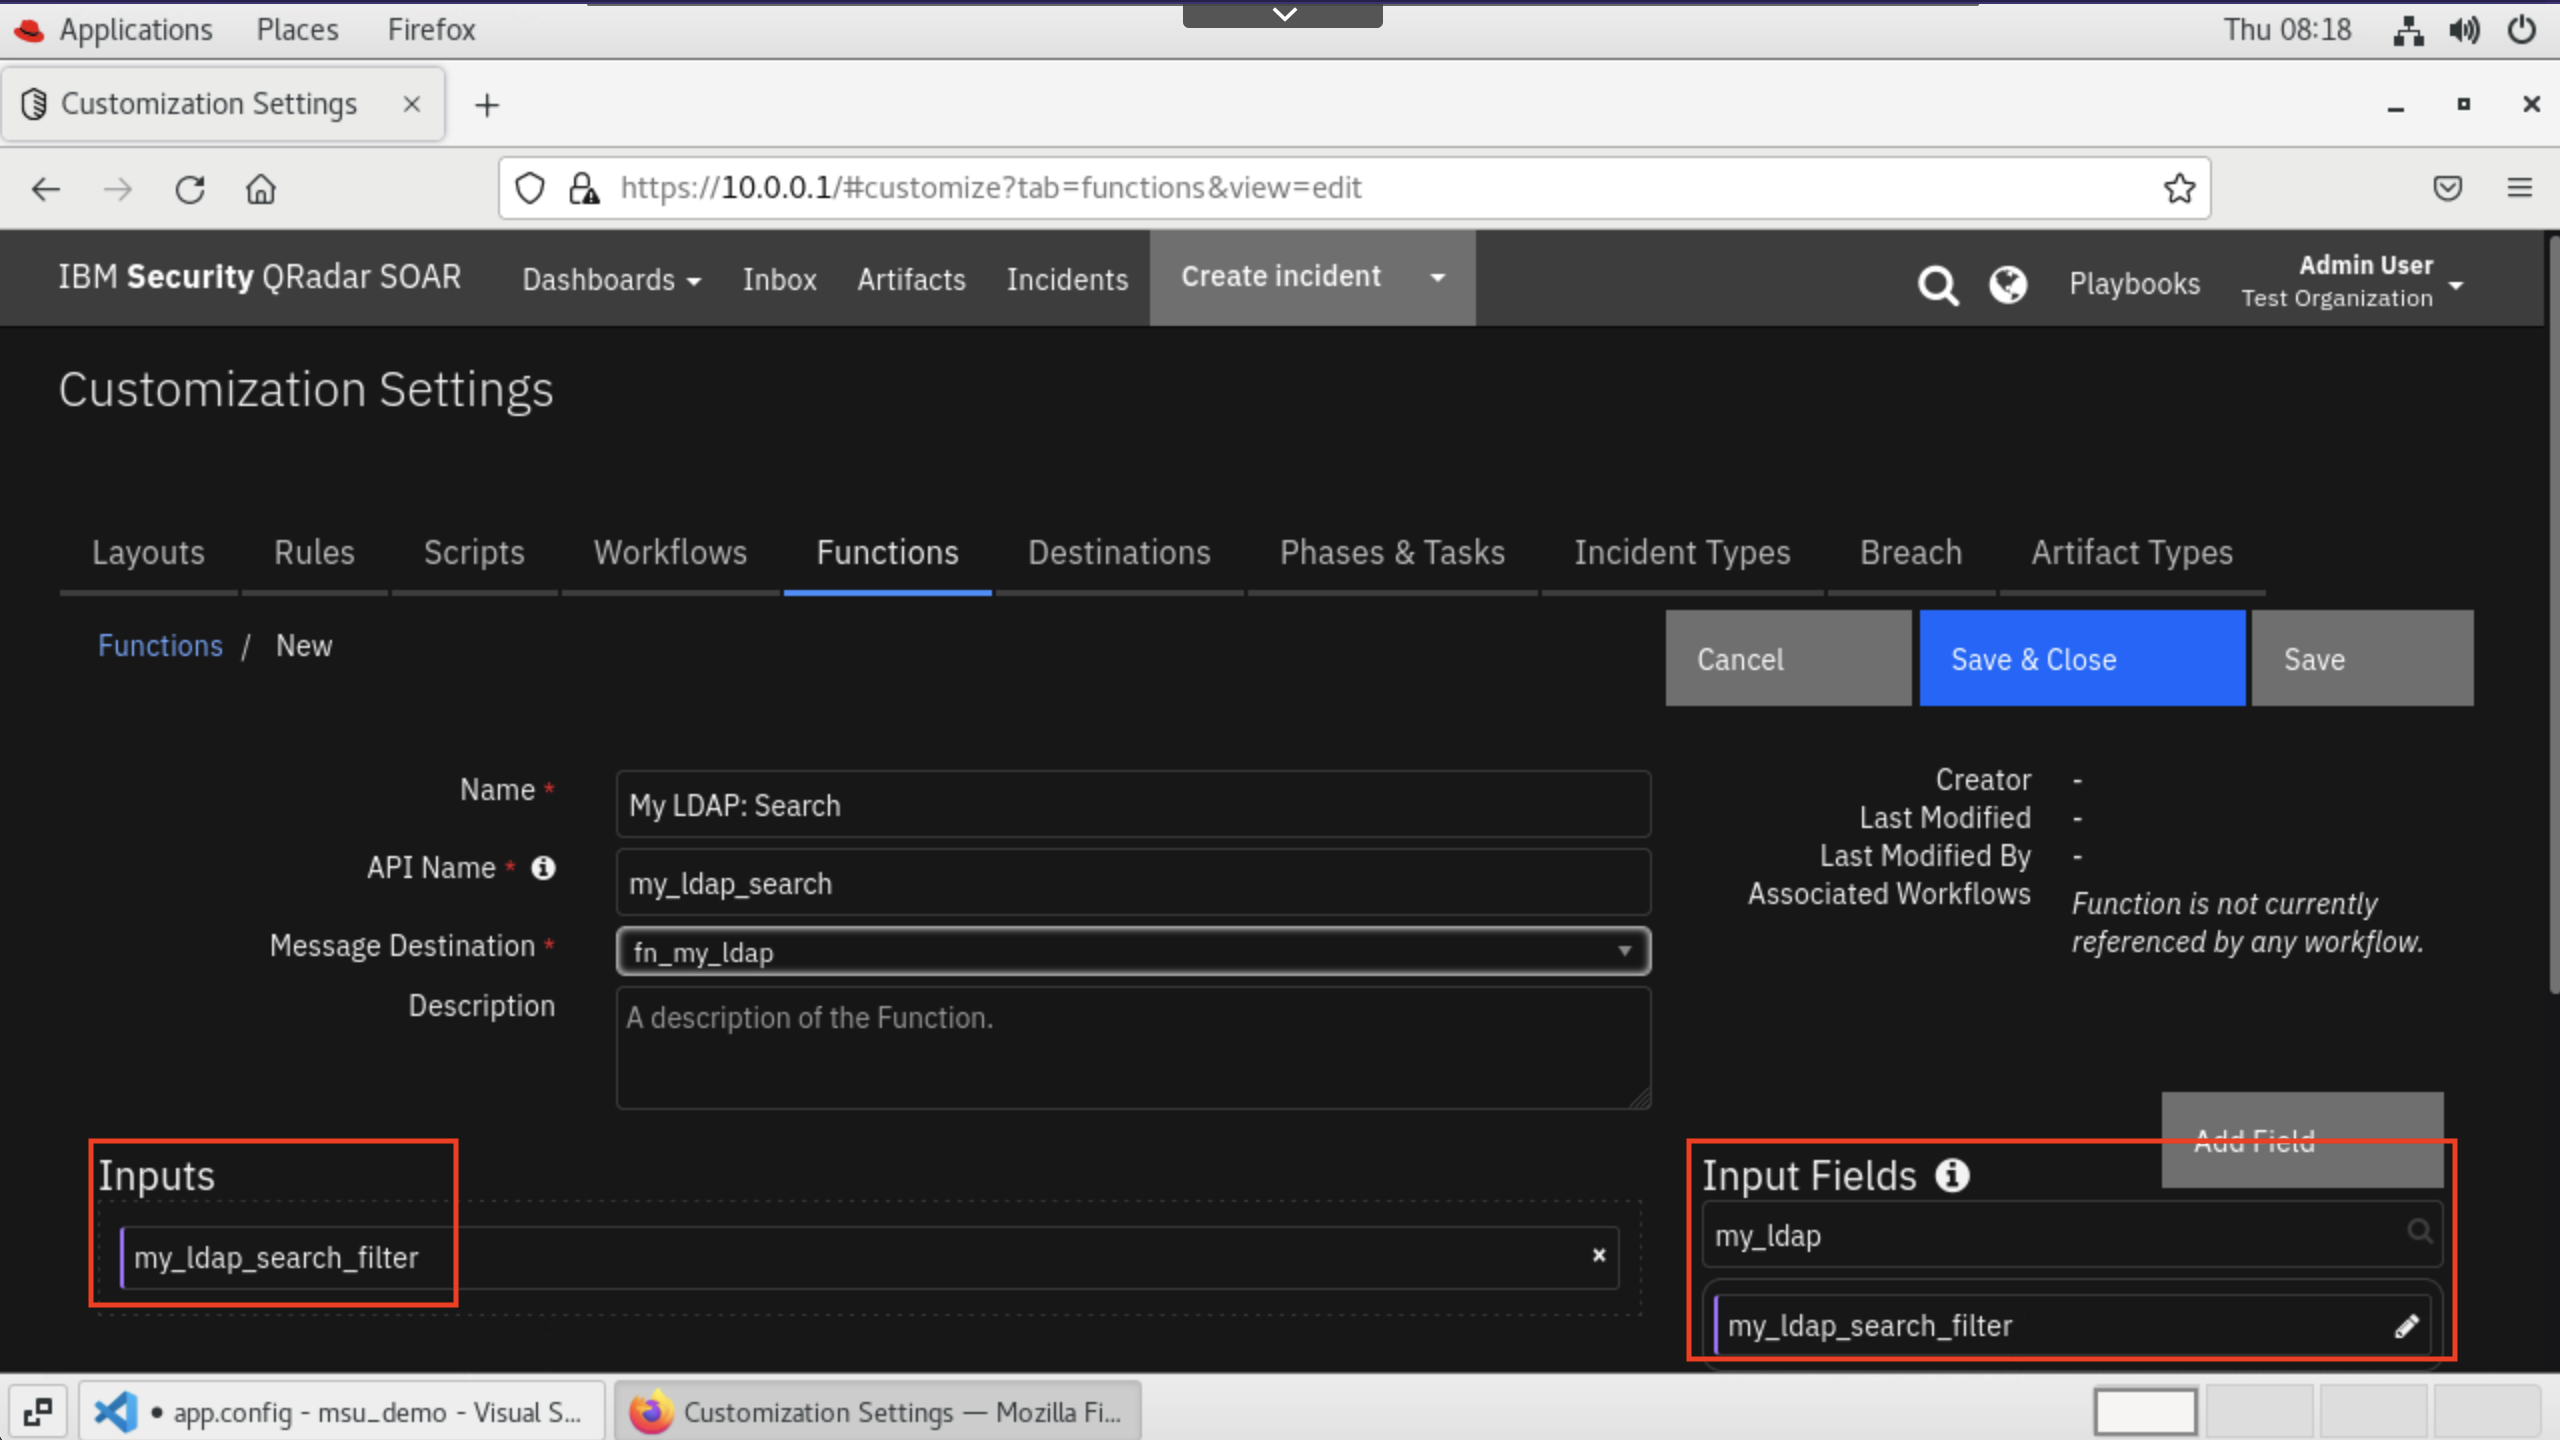 Applications Places Firefox Thu 08:18
Customization Settings
https://10.0.0.1/#customize?tab=functions&view=edit
IBM Security QRadar SOAR Dashboards Inbox Artifacts Incidents Create incident Playbooks Admin User
Test Organization
Customization Settings
Layouts Rules Scripts Workflows Functions Destinations Phases & Tasks Incident Types Breach Artifact Types
Functions / New Cancel Save & Close Save
Name * My LDAP: Search
API Name * my_ldap_search
Message Destination * fn_my_ldap
Description A description of the Function.
Creator -
Last Modified -
Last Modified By -
Associated Workflows Function is not currently
referenced by any workflow.
Add Field
Inputs
my_ldap_search_filter
Input Fields
my_ldap
my_ldap_search_filter
• app.config - msu_demo - Visual S... Customization Settings — Mozilla Fi...